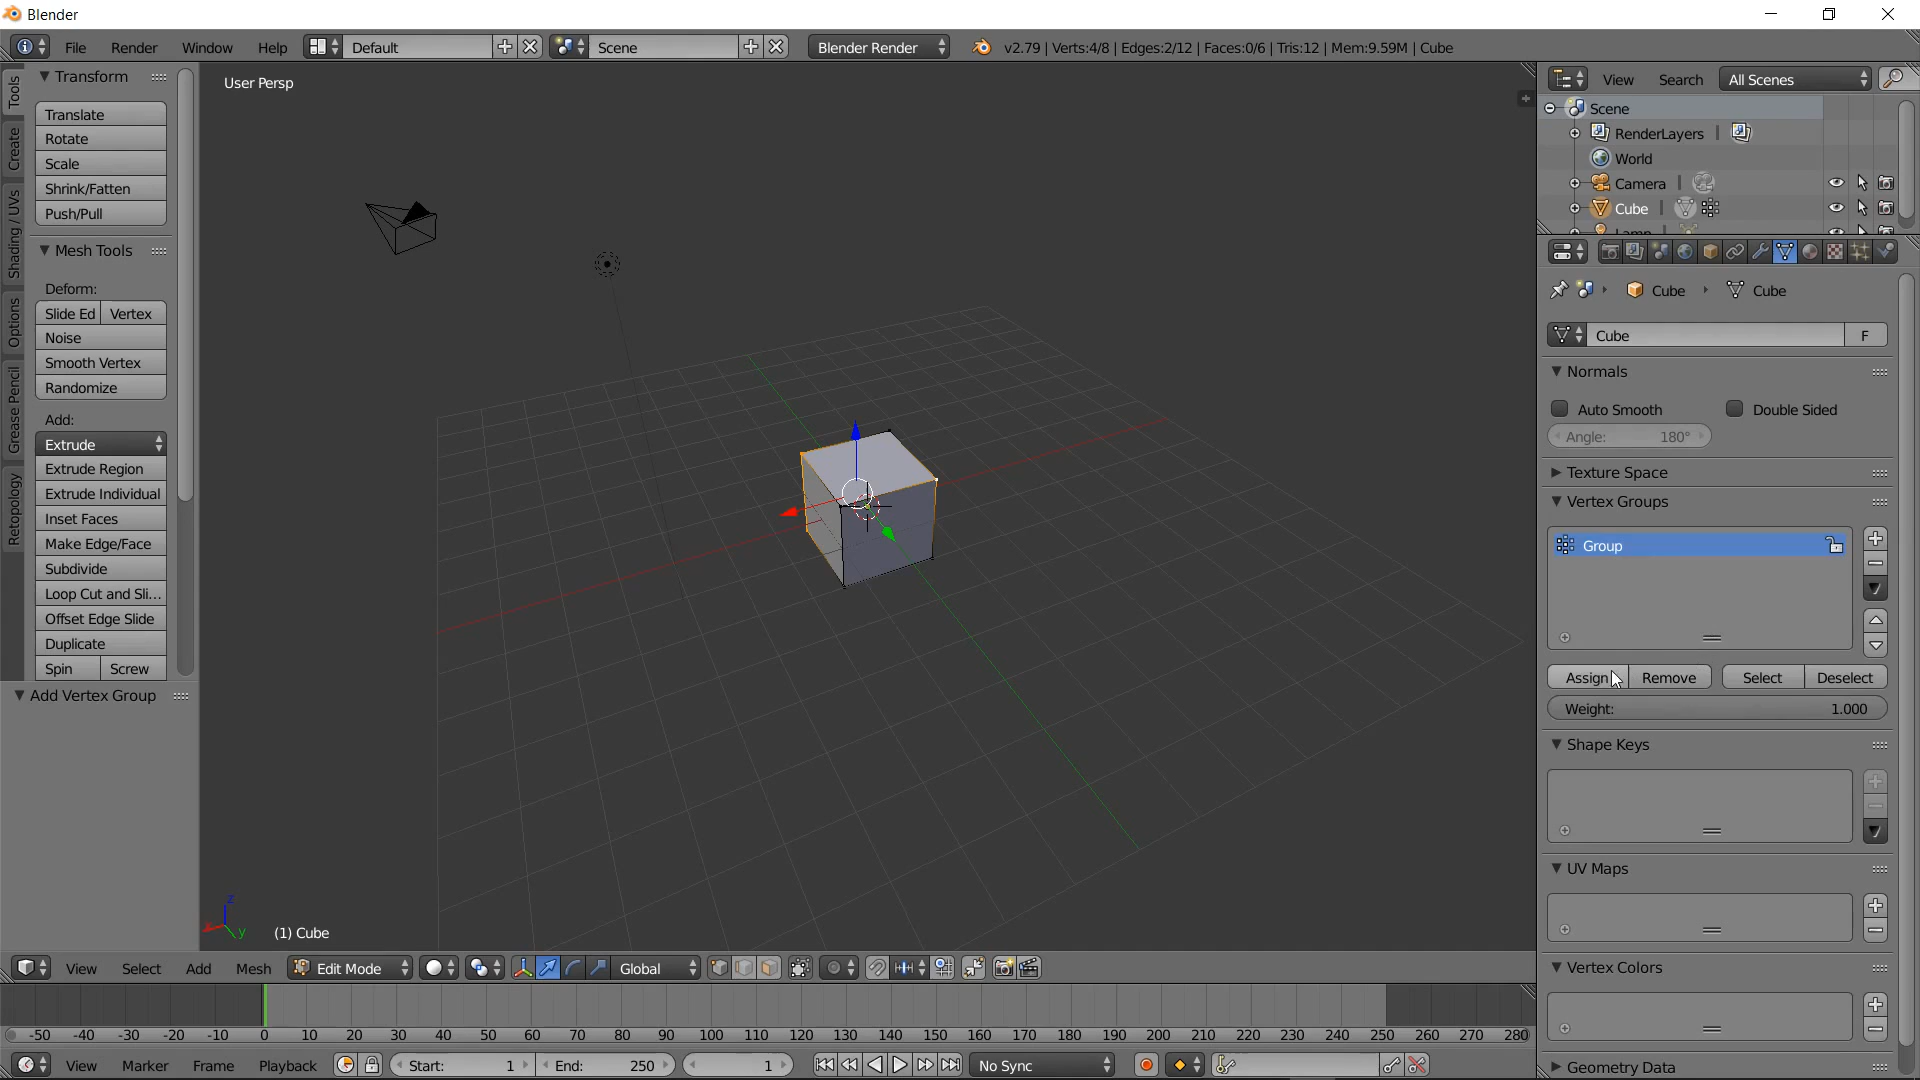 Blender
File Render Window Help Default Scene Blender Render v2.79 | Verts:4/8 | Edges:2/12 | Faces:0/6 | Tris:12 | Mem:9.59M | Cube
Tools
Create
Shading / UVs
Options
Grease Pencil
Retopology
Transform
Translate
Rotate
Scale
Shrink/Fatten
Push/Pull
Mesh Tools
Deform:
Slide Ed Vertex
Noise
Smooth Vertex
Randomize
Add:
Extrude
Extrude Region
Extrude Individual
Inset Faces
Make Edge/Face
Subdivide
Loop Cut and Sli...
Offset Edge Slide
Duplicate
Spin Screw
Add Vertex Group
User Persp
z
y
(1) Cube
View Search All Scenes
Scene
RenderLayers |
World
Camera |
Cube |
Cube Cube
Cube F
Normals
Auto Smooth Double Sided
Angle: 180°
Texture Space
Vertex Groups
Group
Assign Remove Select Deselect
Weight: 1.000
Shape Keys
UV Maps
Vertex Colors
Geometry Data
View Select Add Mesh Edit Mode Global
-50 -40 -30 -20 -10 0 10 20 30 40 50 60 70 80 90 100 110 120 130 140 150 160 170 180 190 200 210 220 230 240 250 260 270 280
View Marker Frame Playback Start: 1 End: 250 1 No Sync